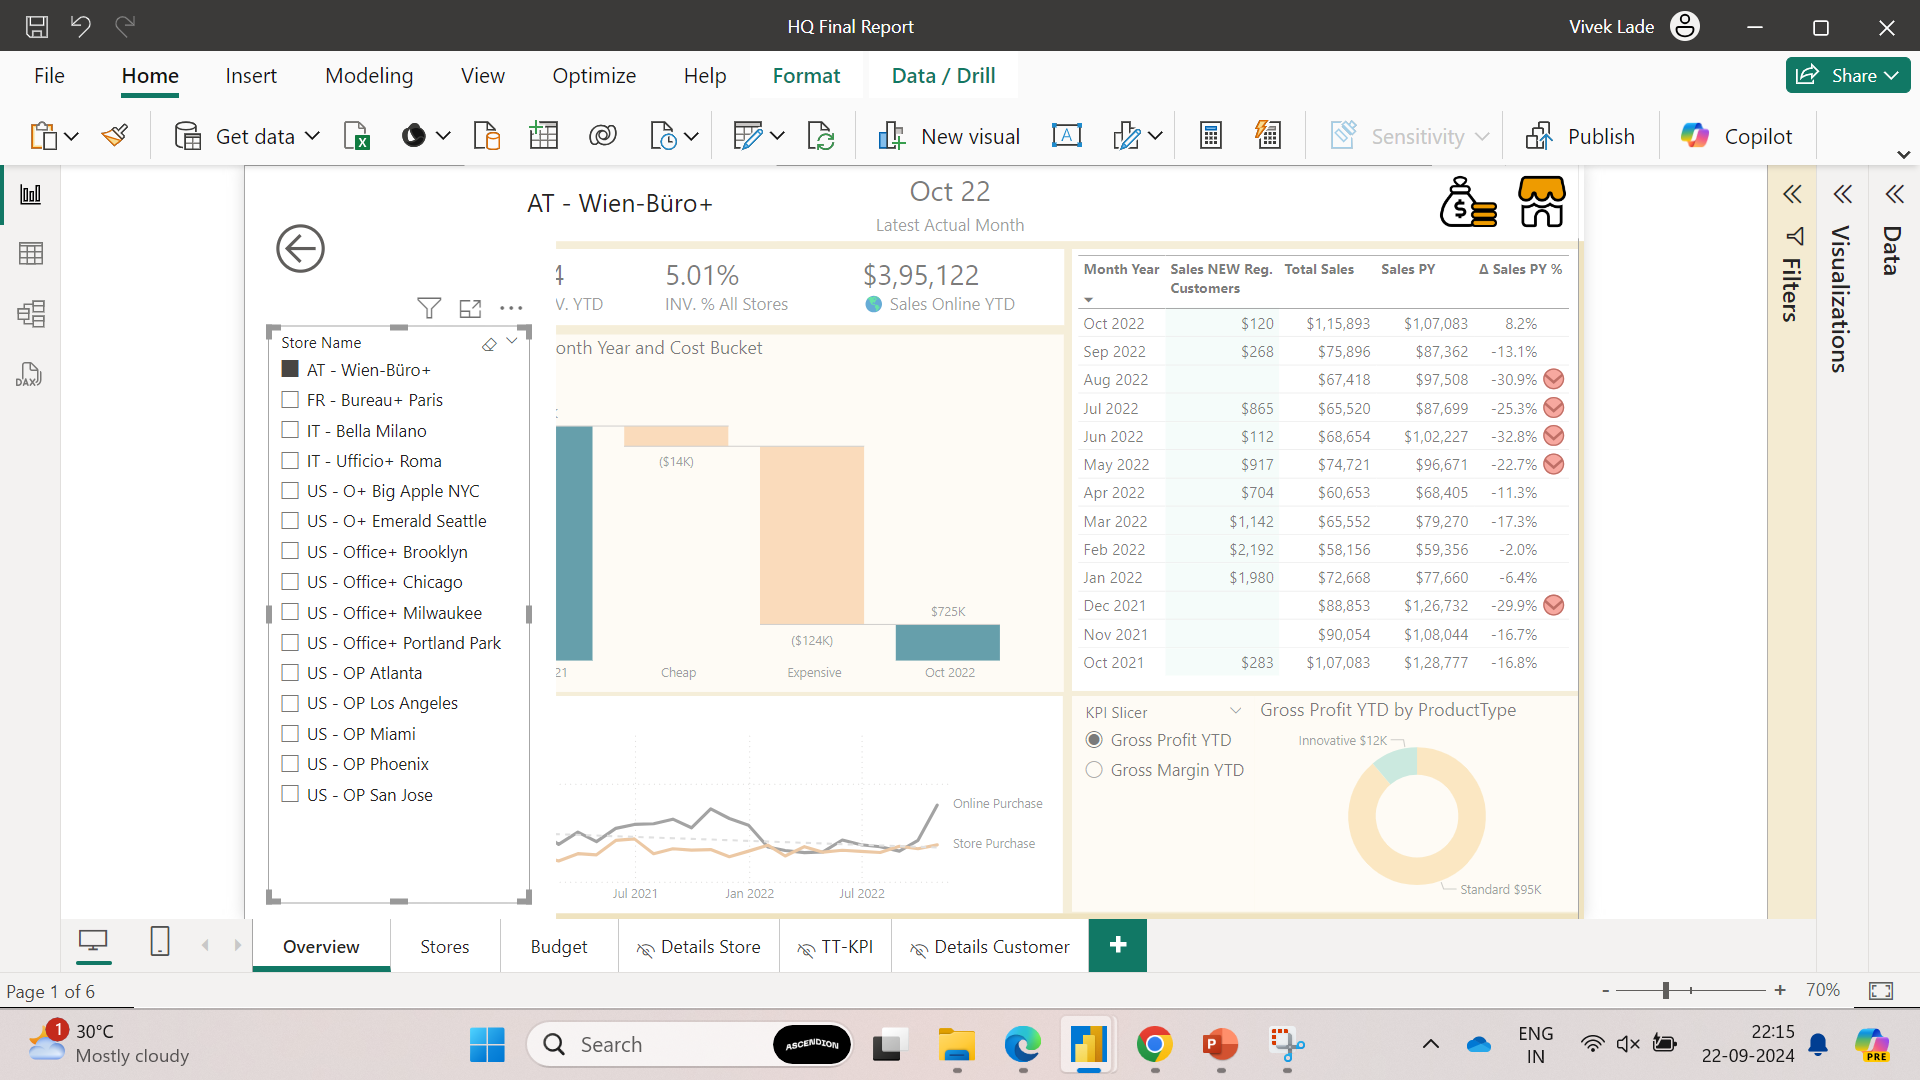 HQ Final Report
Vivek Lade
File
Home
Insert
Modeling
View
Optimize
Help
Format
Data / Drill
Share
Get data
New visual
Sensitivity
Publish
Copilot
AT - Wien-Büro+
Oct 22
Latest Actual Month
4
V. YTD
5.01%
INV. % All Stores
$3,95,122
Sales Online YTD
Store Name
AT - Wien-Büro+
FR - Bureau+ Paris
IT - Bella Milano
IT - Ufficio+ Roma
US - O+ Big Apple NYC
US - O+ Emerald Seattle
US - Office+ Brooklyn
US - Office+ Chicago
US - Office+ Milwaukee
US - Office+ Portland Park
US - OP Atlanta
US - OP Los Angeles
US - OP Miami
US - OP Phoenix
US - OP San Jose
onth Year and Cost Bucket
($14K)
($124K)
$725K
21
Cheap
Expensive
Oct 2022
Online Purchase
Store Purchase
Jul 2021
Jan 2022
Jul 2022
Month Year Sales NEW Reg. Customers Total Sales Sales PY Δ Sales PY %
Oct 2022 $120 $1,15,893 $1,07,083 8.2%
Sep 2022 $268 $75,896 $87,362 -13.1%
Aug 2022 $67,418 $97,508 -30.9%
Jul 2022 $865 $65,520 $87,699 -25.3%
Jun 2022 $112 $68,654 $1,02,227 -32.8%
May 2022 $917 $74,721 $96,671 -22.7%
Apr 2022 $704 $60,653 $68,405 -11.3%
Mar 2022 $1,142 $65,552 $79,270 -17.3%
Feb 2022 $2,192 $58,156 $59,356 -2.0%
Jan 2022 $1,980 $72,668 $77,660 -6.4%
Dec 2021 $88,853 $1,26,732 -29.9%
Nov 2021 $90,054 $1,08,044 -16.7%
Oct 2021 $283 $1,07,083 $1,28,777 -16.8%
KPI Slicer
Gross Profit YTD
Gross Margin YTD
Gross Profit YTD by ProductType
Innovative $12K
Standard $95K
Filters
Visualizations
Data
DAX
Overview
Stores
Budget
Details Store
TT-KPI
Details Customer
+
Page 1 of 6
- + 70%
1
30°C
Mostly cloudy
Search
ASCENDION
P
ENG
IN
22:15
22-09-2024
PRE